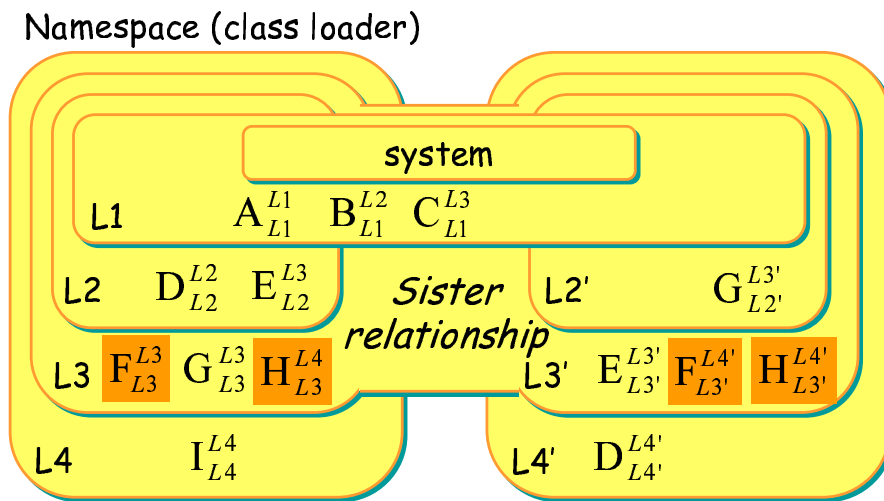 Namespace (class loader)
system
L1 A^{L1}_{L1} B^{L2}_{L1} C^{L3}_{L1}
L2 D^{L2}_{L2} E^{L3}_{L2}
Sister
relationship
L2' G^{L3'}_{L2'}
L3 F^{L3}_{L3} G^{L3}_{L3} H^{L4}_{L3}
L3' E^{L3'}_{L3'} F^{L4'}_{L3'} H^{L4'}_{L3'}
L4 I^{L4}_{L4}
L4' D^{L4'}_{L4'}